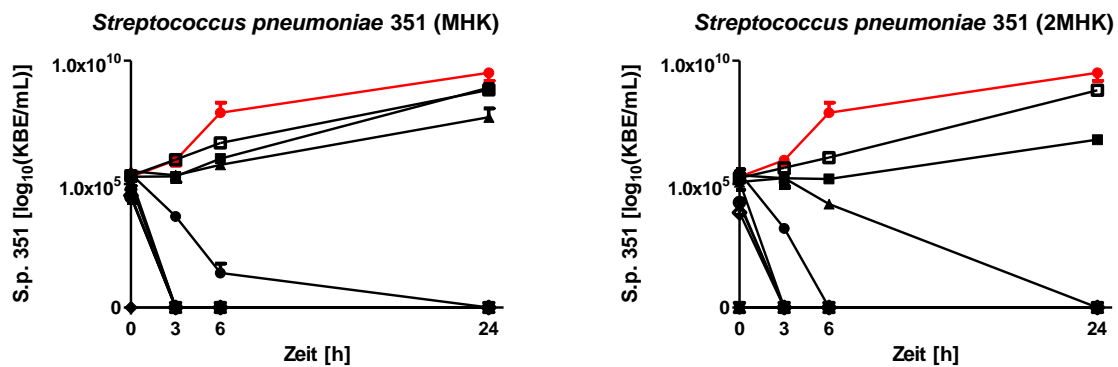 Streptococcus pneumoniae 351 (MHK)
S.p. 351 [log10(KBE/mL)]
1.0x10^10
1.0x10^5
0
0 3 6 24
Zeit [h]
Streptococcus pneumoniae 351 (2MHK)
S.p. 351 [log10(KBE/mL)]
1.0x10^10
1.0x10^5
0
0 3 6 24
Zeit [h]